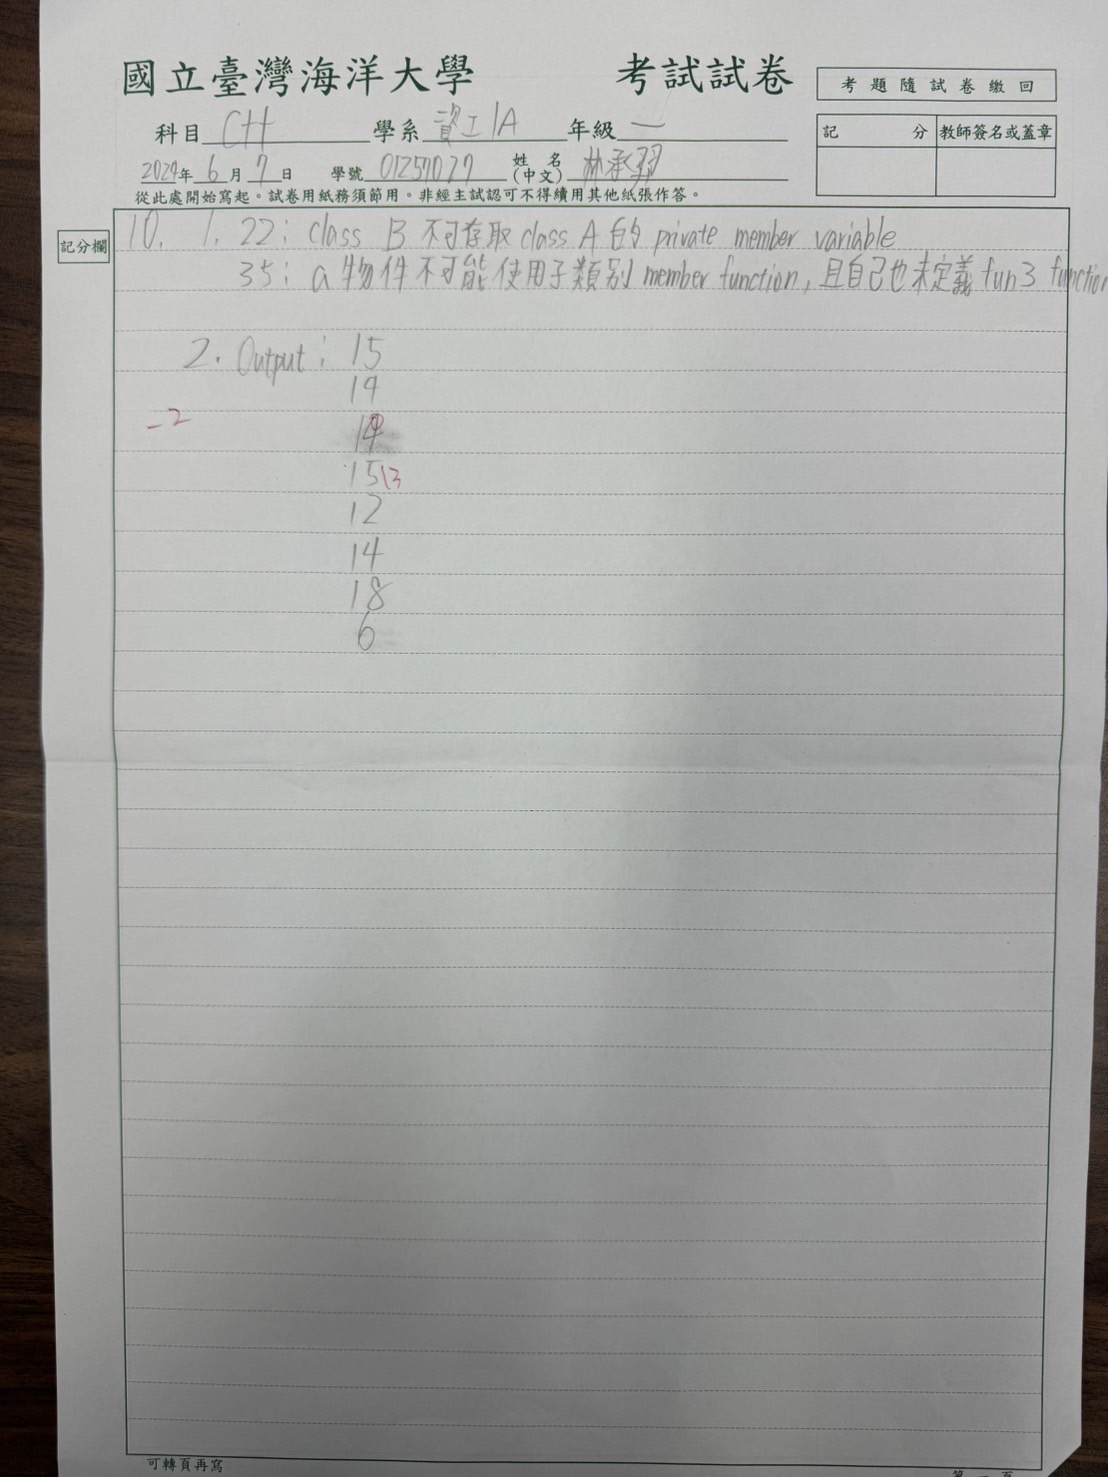 國立臺灣海洋大學 考試試卷 考題隨試卷繳回
科目 C++ 學系 資工1A 年級 一
記分 教師簽名或蓋章
2024年 6月 7日 學號 01257027 姓名(中文) 林承羿
從此處開始寫起。試卷用紙務須節用。非經主試認可不得續用其他紙張作答。
記分欄
10. 1. 22: class B 不可存取 class A 的 private member variable
35: a 物件不可能使用子類別 member function, 且自己也未定義 fun3 function
2. Output: 15
14
-2
15 13
12
14
18
6
可轉頁再寫